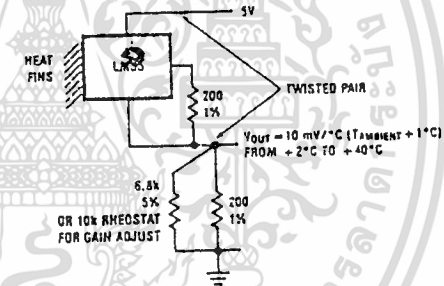 5V
HEAT
FINS
LM35
TWISTED PAIR
200
1%
VOUT = 10 mV/°C (TAMBIENT + 1°C)
FROM + 2°C TO + 40°C
6.8k
5%
OR 10k RHEOSTAT
FOR GAIN ADJUST
200
1%